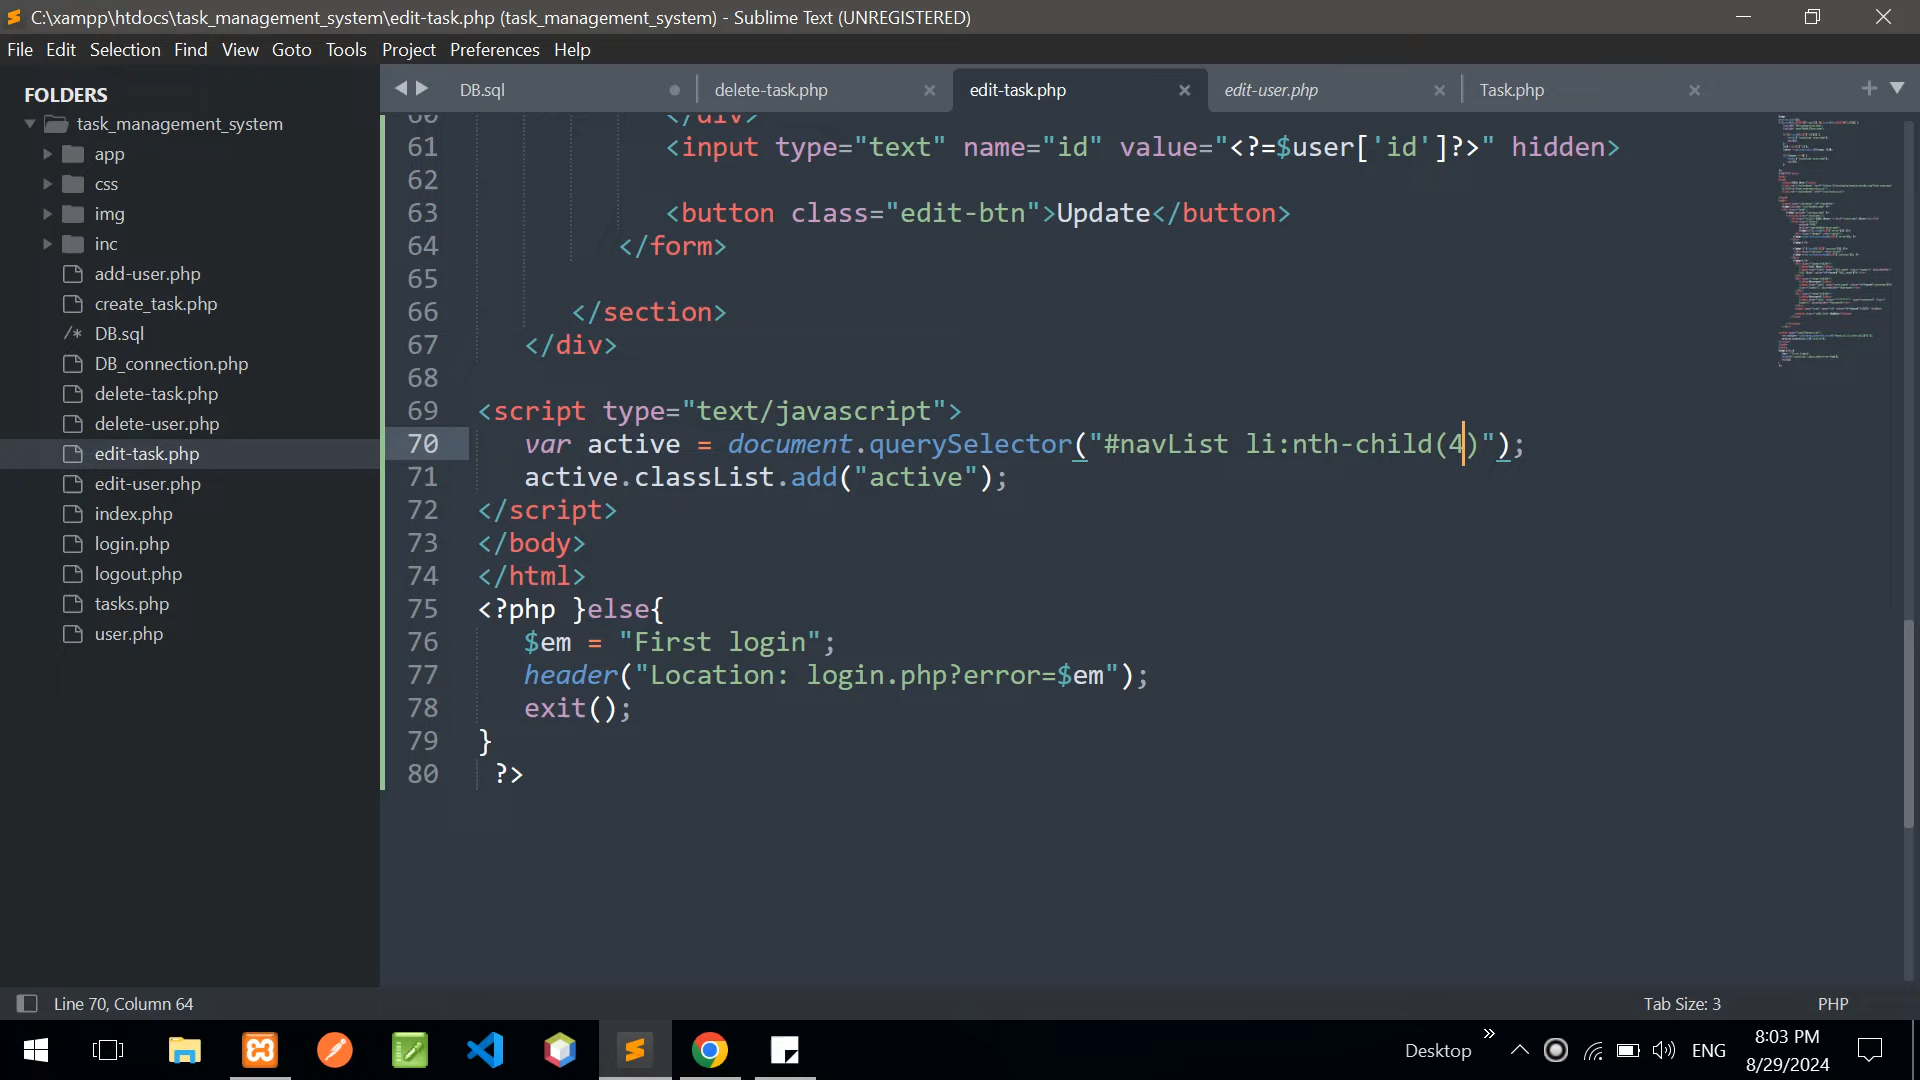 C:\xampp\htdocs\task_management_system\edit-task.php (task_management_system) - Sublime Text (UNREGISTERED)
File Edit Selection Find View Goto Tools Project Preferences Help
FOLDERS
task_management_system
app
css
img
inc
add-user.php
create_task.php
/* DB.sql
DB_connection.php
delete-task.php
delete-user.php
edit-task.php
edit-user.php
index.php
login.php
logout.php
tasks.php
user.php
DB.sql delete-task.php edit-task.php edit-user.php Task.php
60 </div>
61 <input type="text" name="id" value="<?=$user['id']?>" hidden>
62
63 <button class="edit-btn">Update</button>
64 </form>
65
66 </section>
67 </div>
68
69 <script type="text/javascript">
70 var active = document.querySelector("#navList li:nth-child(4)");
71 active.classList.add("active");
72 </script>
73 </body>
74 </html>
75 <?php }else{
76 $em = "First login";
77 header("Location: login.php?error=$em");
78 exit();
79 }
80 ?>
Line 70, Column 64
Tab Size: 3
PHP
Desktop
ENG
8:03 PM
8/29/2024